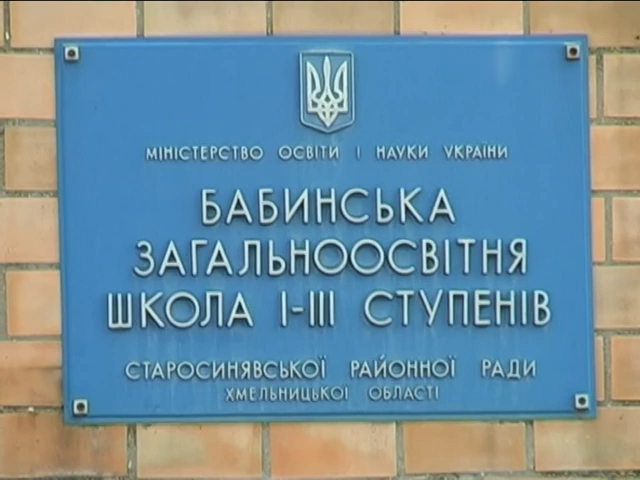 МІНІСТЕРСТВО ОСВІТИ І НАУКИ УКРАЇНИ
БАБИНСЬКА
ЗАГАЛЬНООСВІТНЯ
ШКОЛА І-ІІІ СТУПЕНІВ
СТАРОСИНЯВСЬКОЇ РАЙОННОЇ РАДИ
ХМЕЛЬНИЦЬКОЇ ОБЛАСТІ